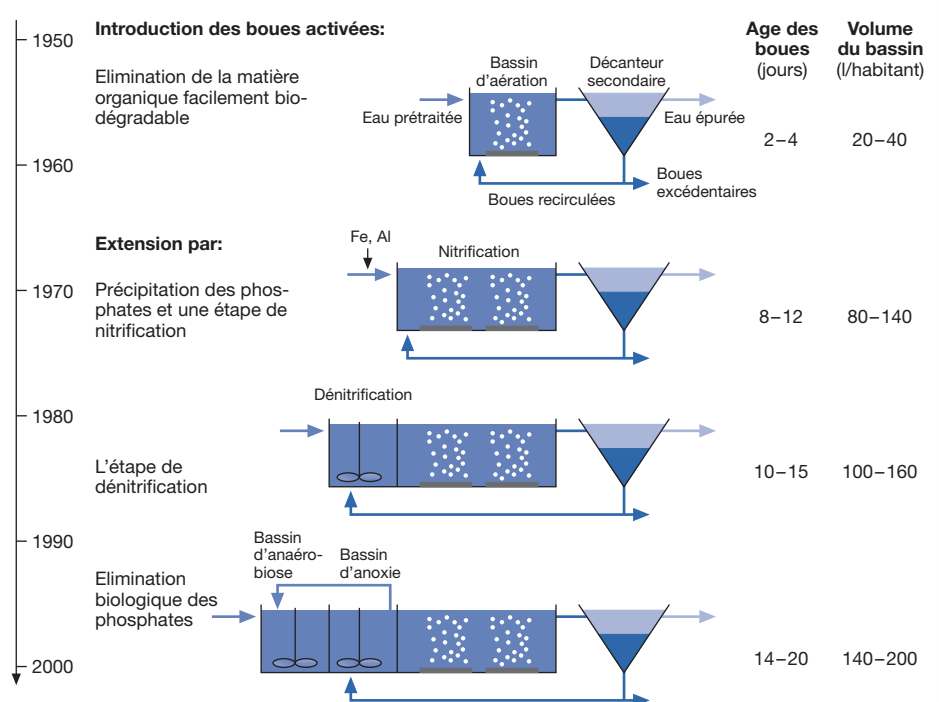 1950
Introduction des boues activées:
Age des
boues
(jours)
Volume
du bassin
(l/habitant)
Elimination de la matière
organique facilement bio-
dégradable
Bassin
d'aération
Décanteur
secondaire
Eau prétraitée
Eau épurée
2–4
20–40
1960
Boues recirculées
Boues
excédentaires
Extension par:
Fe, Al
Nitrification
1970
Précipitation des phos-
phates et une étape de
nitrification
8–12
80–140
1980
Dénitrification
L'étape de
dénitrification
10–15
100–160
1990
Bassin
d'anaéro-
biose
Bassin
d'anoxie
Elimination
biologique des
phosphates
2000
14–20
140–200